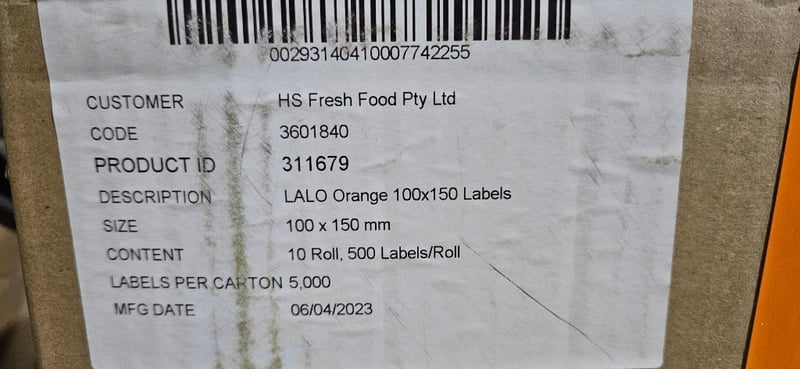 00293140410007742255
CUSTOMER HS Fresh Food Pty Ltd
CODE 3601840
PRODUCT ID 311679
DESCRIPTION LALO Orange 100x150 Labels
SIZE 100 x 150 mm
CONTENT 10 Roll, 500 Labels/Roll
LABELS PER CARTON 5,000
MFG DATE 06/04/2023